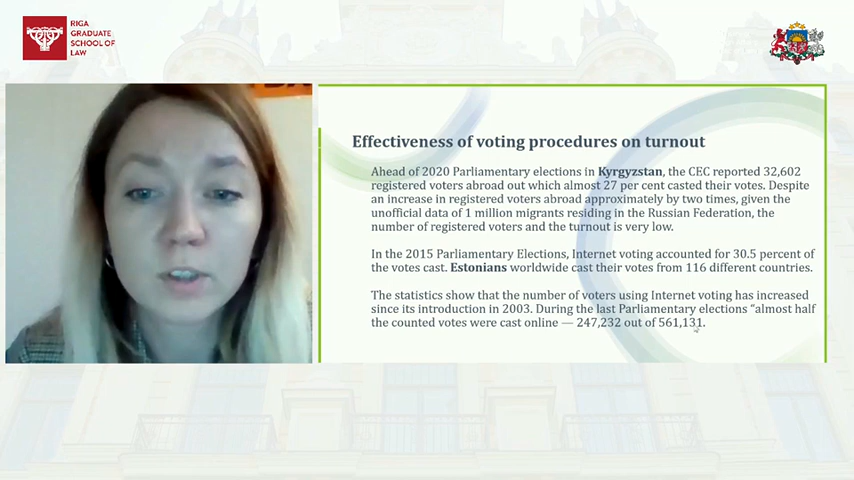 RIGA
GRADUATE
SCHOOL OF
LAW
Effectiveness of voting procedures on turnout
Ahead of 2020 Parliamentary elections in Kyrgyzstan, the CEC reported 32,602
registered voters abroad out which almost 27 per cent casted their votes. Despite
an increase in registered voters abroad approximately by two times, given the
unofficial data of 1 million migrants residing in the Russian Federation, the
number of registered voters and the turnout is very low.
In the 2015 Parliamentary Elections, Internet voting accounted for 30.5 percent of
the votes cast. Estonians worldwide cast their votes from 116 different countries.
The statistics show that the number of voters using Internet voting has increased
since its introduction in 2003. During the last Parliamentary elections “almost half
the counted votes were cast online — 247,232 out of 561,131.